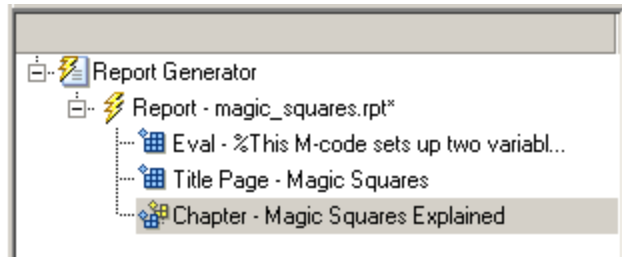 Report Generator
Report - magic_squares.rpt*
Eval - %This M-code sets up two variabl...
Title Page - Magic Squares
Chapter - Magic Squares Explained